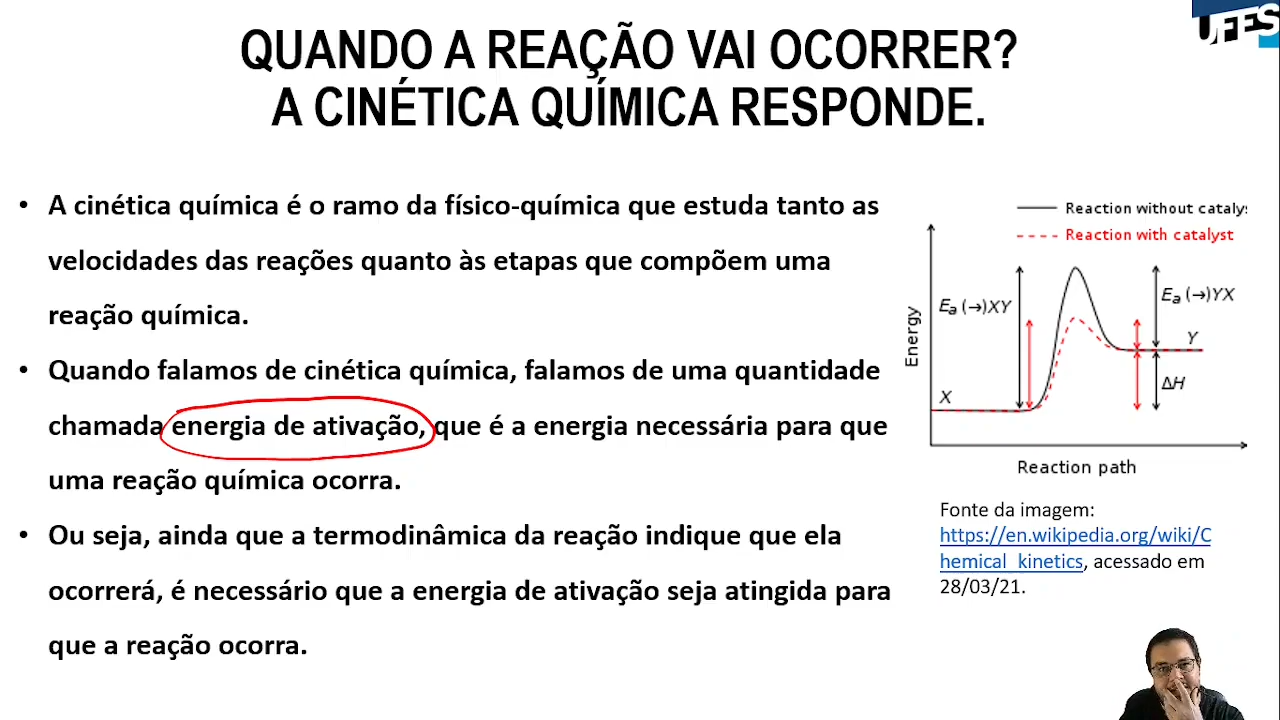 UFES
QUANDO A REAÇÃO VAI OCORRER?
A CINÉTICA QUÍMICA RESPONDE.
• A cinética química é o ramo da físico-química que estuda tanto as
velocidades das reações quanto às etapas que compõem uma
reação química.
• Quando falamos de cinética química, falamos de uma quantidade
chamada energia de ativação, que é a energia necessária para que
uma reação química ocorra.
• Ou seja, ainda que a termodinâmica da reação indique que ela
ocorrerá, é necessário que a energia de ativação seja atingida para
que a reação ocorra.
Reaction without cataly
Reaction with catalyst
Energy
Ea (→)XY
Ea (→)YX
X
Y
ΔH
Reaction path
Fonte da imagem:
https://en.wikipedia.org/wiki/C
hemical_kinetics, acessado em
28/03/21.